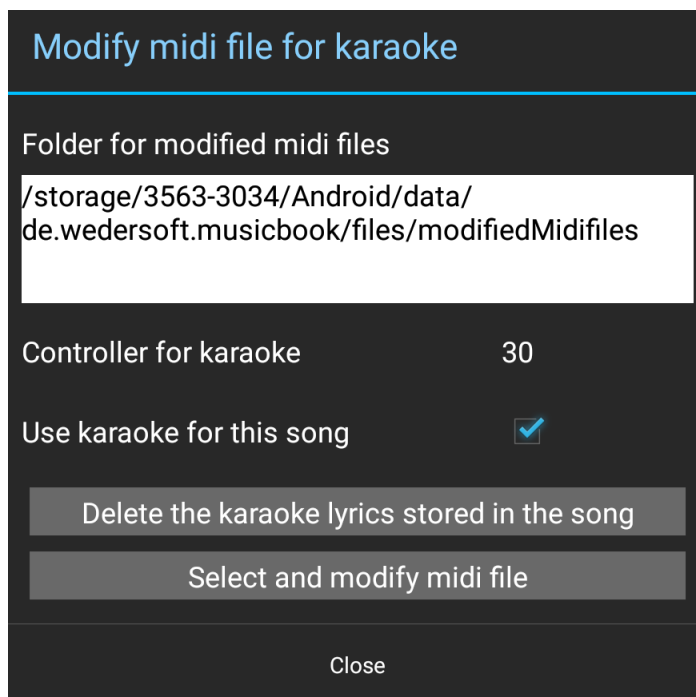 Modify midi file for karaoke
Folder for modified midi files
/storage/3563-3034/Android/data/
de.wedersoft.musicbook/files/modifiedMidifiles
Controller for karaoke 30
Use karaoke for this song
Delete the karaoke lyrics stored in the song
Select and modify midi file
Close